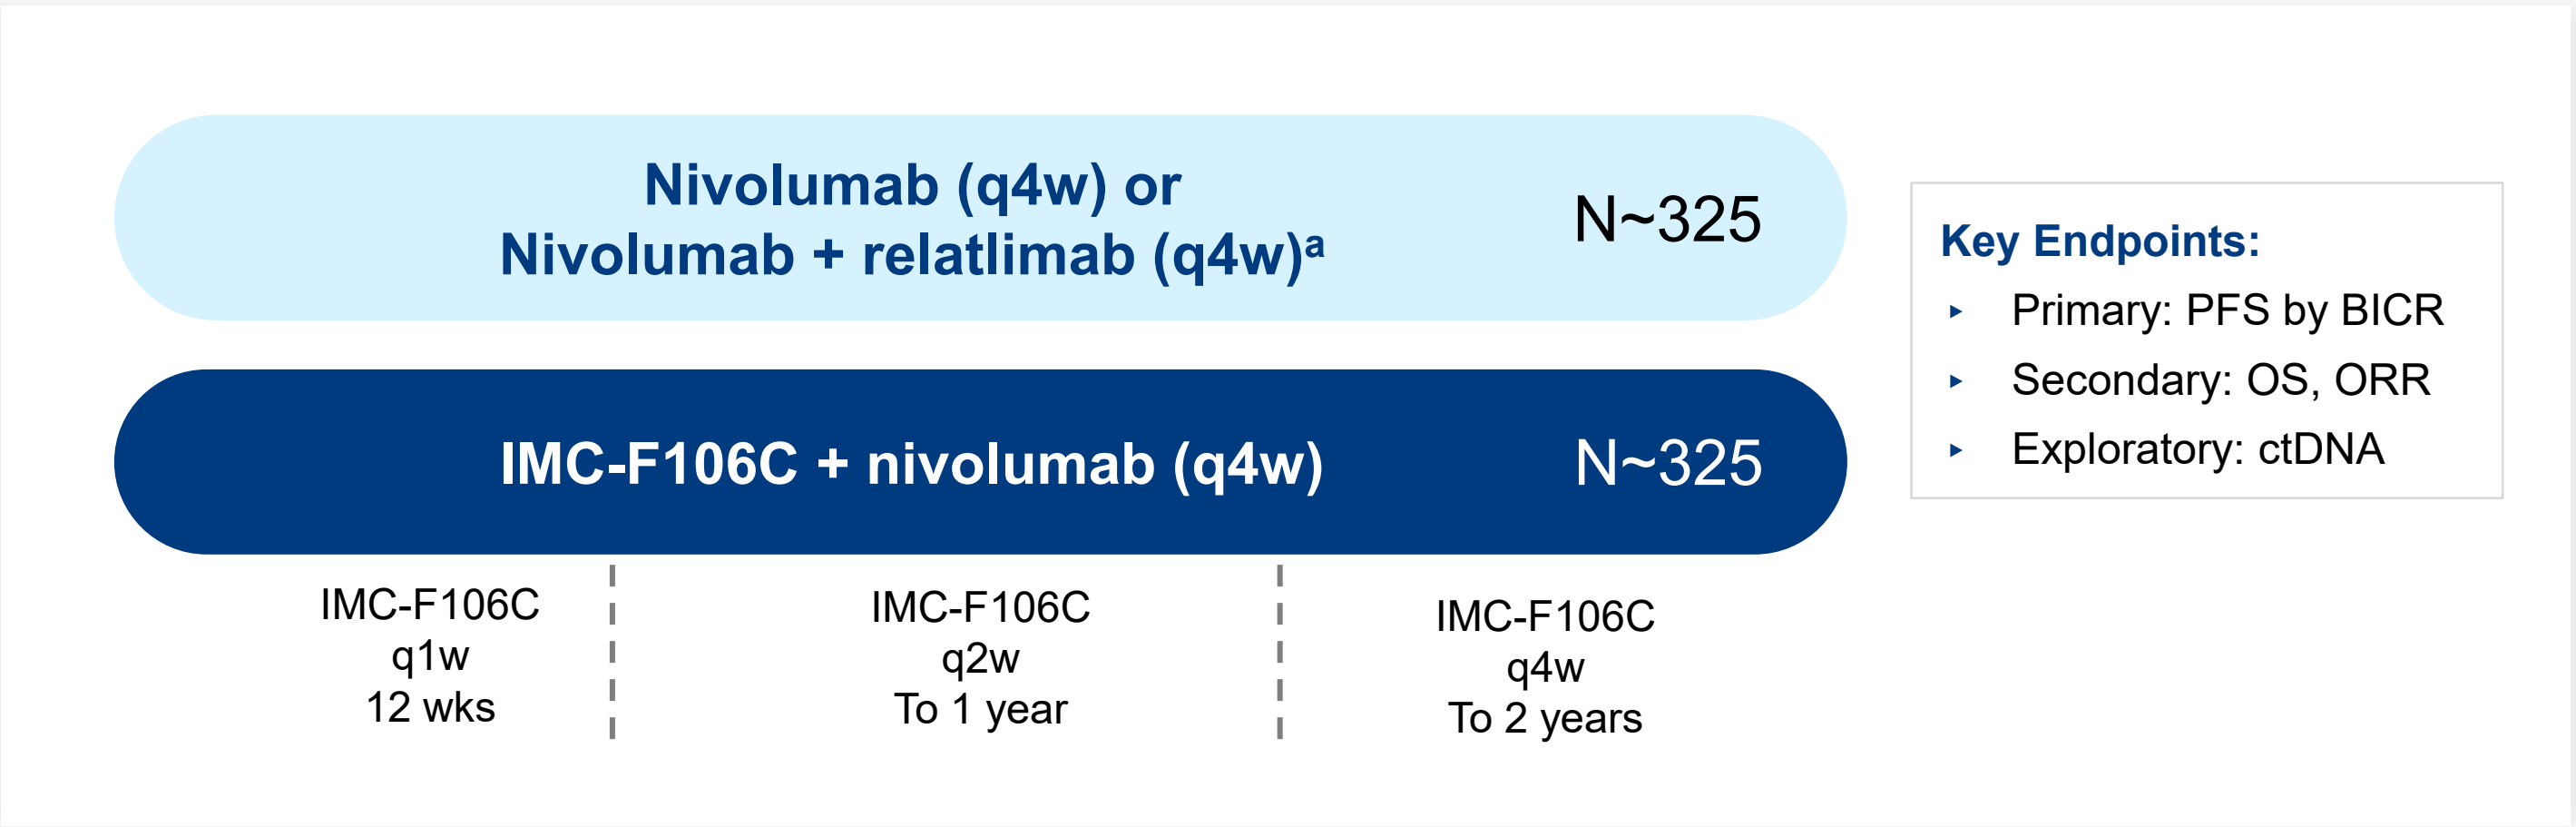 Nivolumab (q4w) or
Nivolumab + relatlimab (q4w)ᵃ
N~325
IMC-F106C + nivolumab (q4w)
N~325
IMC-F106C
q1w
12 wks
IMC-F106C
q2w
To 1 year
IMC-F106C
q4w
To 2 years
Key Endpoints:
▸ Primary: PFS by BICR
▸ Secondary: OS, ORR
▸ Exploratory: ctDNA